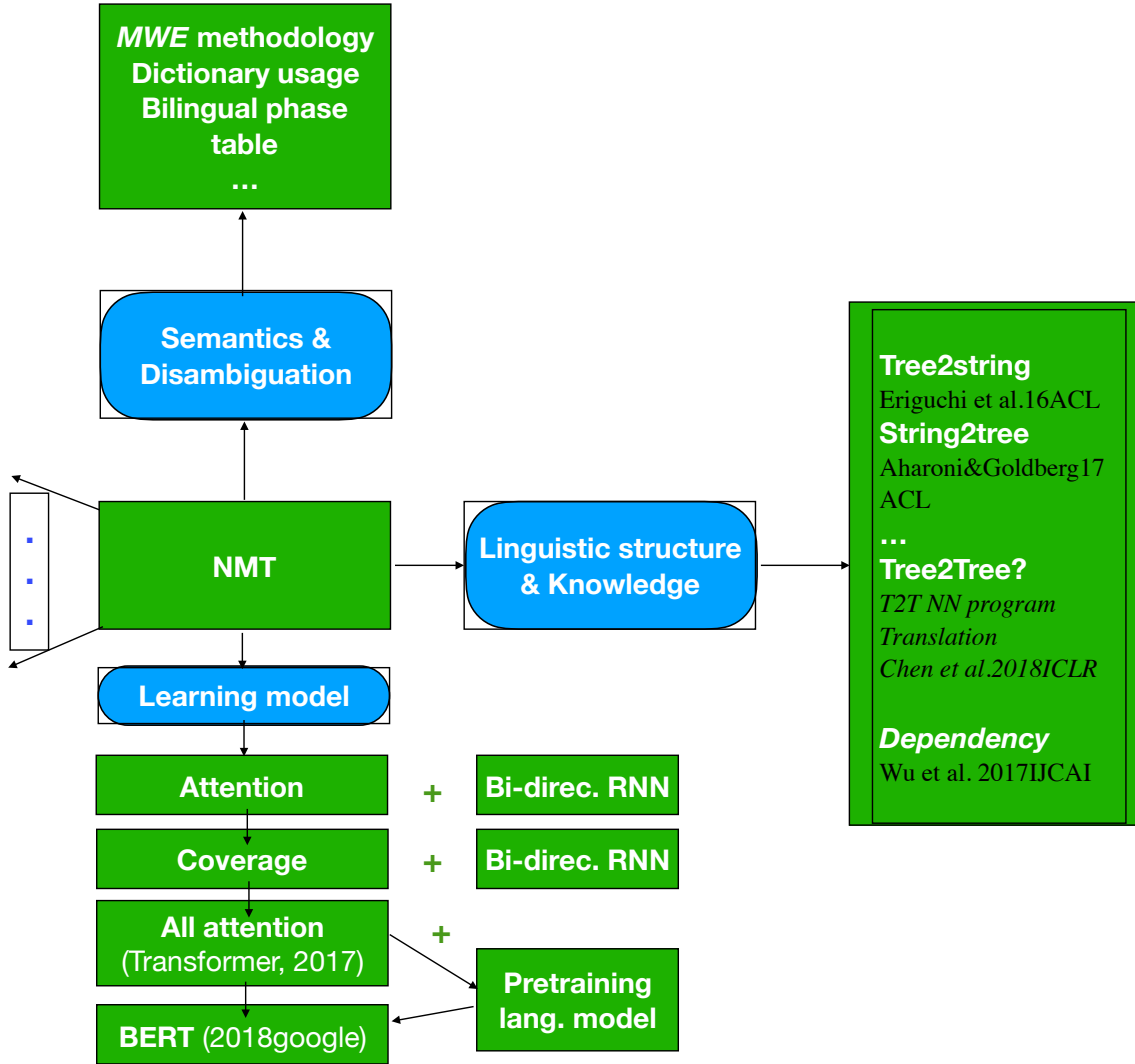 MWE methodology
Dictionary usage
Bilingual phase
table
...
Semantics &
Disambiguation
.
.
.
NMT
Linguistic structure
& Knowledge
Tree2string
Eriguchi et al.16ACL
String2tree
Aharoni&Goldberg17
ACL
...
Tree2Tree?
T2T NN program
Translation
Chen et al.2018ICLR
Dependency
Wu et al. 2017IJCAI
Learning model
Attention + Bi-direc. RNN
Coverage + Bi-direc. RNN
All attention +
(Transformer, 2017)
Pretraining
lang. model
BERT (2018google)